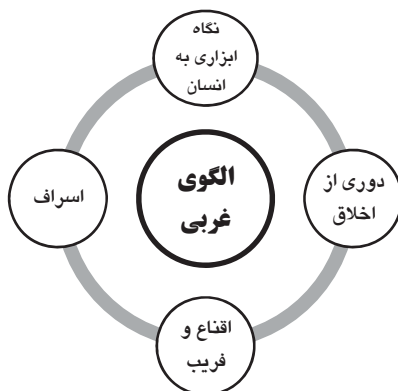 نگاه
ابزاری به
انسان
دوری از
اخلاق
الگوی
غربی
اسراف
اقناع و
فریب